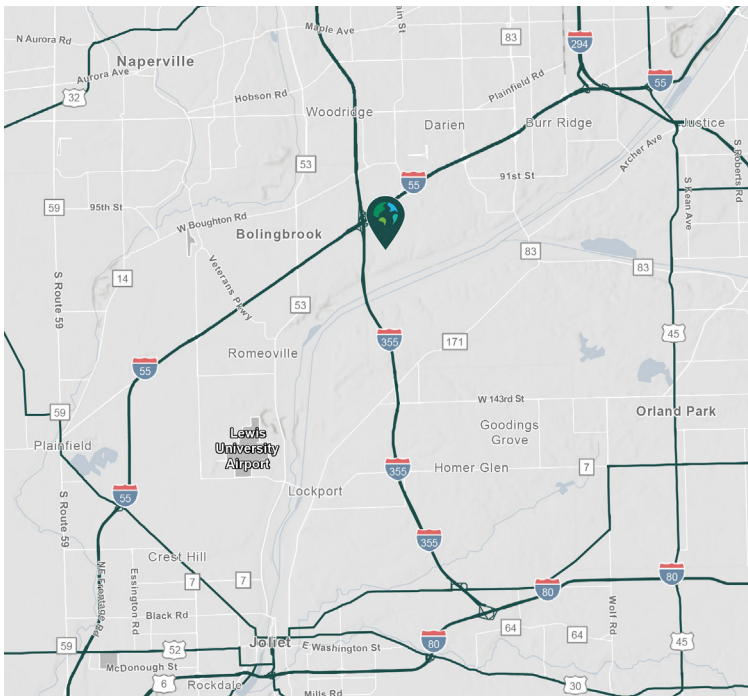 Maple Ave
ain St
83
294
N Aurora Rd
Naperville
Aurora Ave
55
Plainfield Rd
32
Hobson Rd
Woodridge
Darien
Burr Ridge
Justice
Archer Ave
S Roberts Rd
53
91st St
55
S Kean Ave
59
95th St
W Boughton Rd
Bolingbrook
83
83
14
Veterans Pkwy
S Route 59
53
45
355
171
Romeoville
55
W 143rd St
59
Orland Park
Goodings
Grove
Plainfield
Lewis
University
Airport
355
Homer Glen
7
Lockport
55
S Route 59
355
Crest Hill
80
7
7
80
NE Frontage Rd
Essington Rd
Black Rd
Wolf Rd
64
64
59
52
Joliet
E Washington St
80
45
McDonough St
6
Rockdale
Mills Rd
30